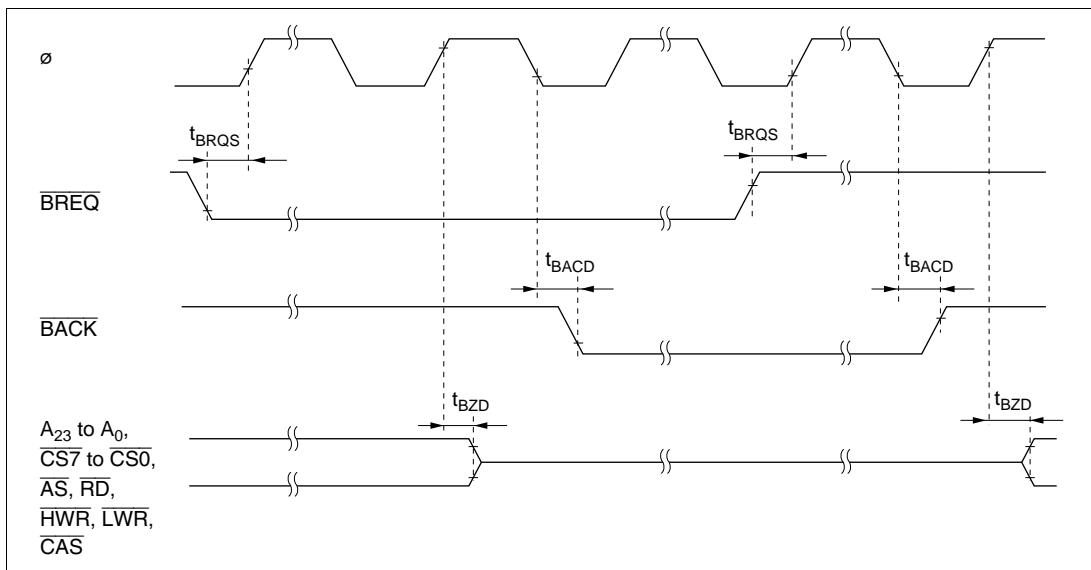 ø
tBRQS
tBRQS
BREQ
tBACD
tBACD
BACK
tBZD
tBZD
A23 to A0,
CS7 to CS0,
AS, RD,
HWR, LWR,
CAS